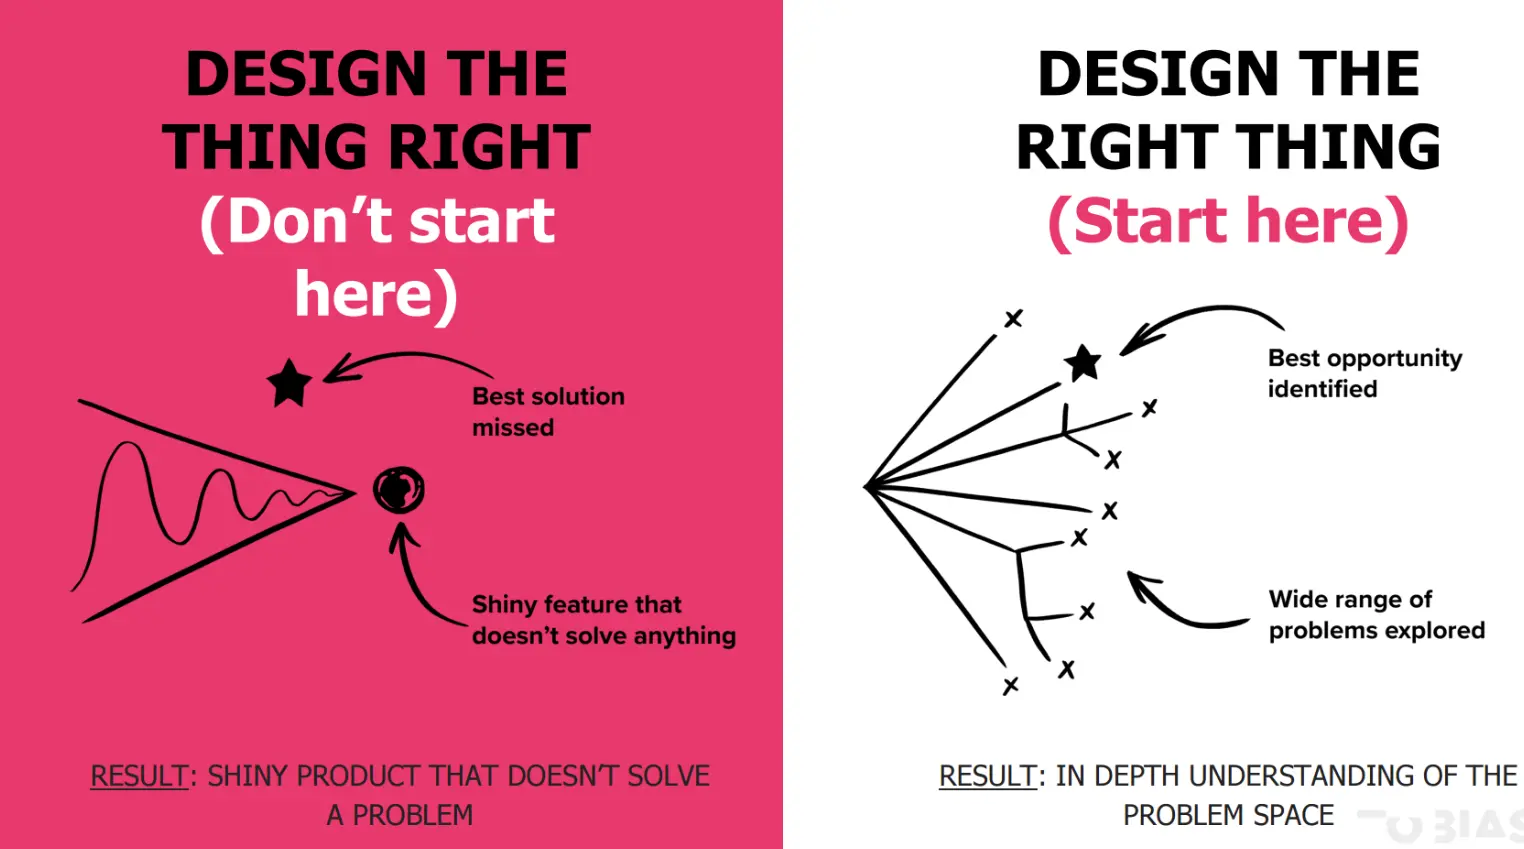 DESIGN THE
THING RIGHT
(Don’t start
here)
Best solution
missed
Shiny feature that
doesn’t solve anything
RESULT: SHINY PRODUCT THAT DOESN’T SOLVE
A PROBLEM
DESIGN THE
RIGHT THING
(Start here)
Best opportunity
identified
Wide range of
problems explored
RESULT: IN DEPTH UNDERSTANDING OF THE
PROBLEM SPACE
TOBIAS